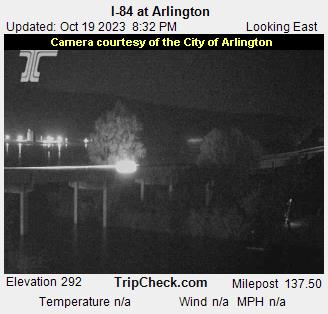 I-84 at Arlington
Updated: Oct 19 2023 8:32 PM Looking East
Camera courtesy of the City of Arlington
Elevation 292 TripCheck.com Milepost 137.50
Temperature n/a Wind n/a MPH n/a